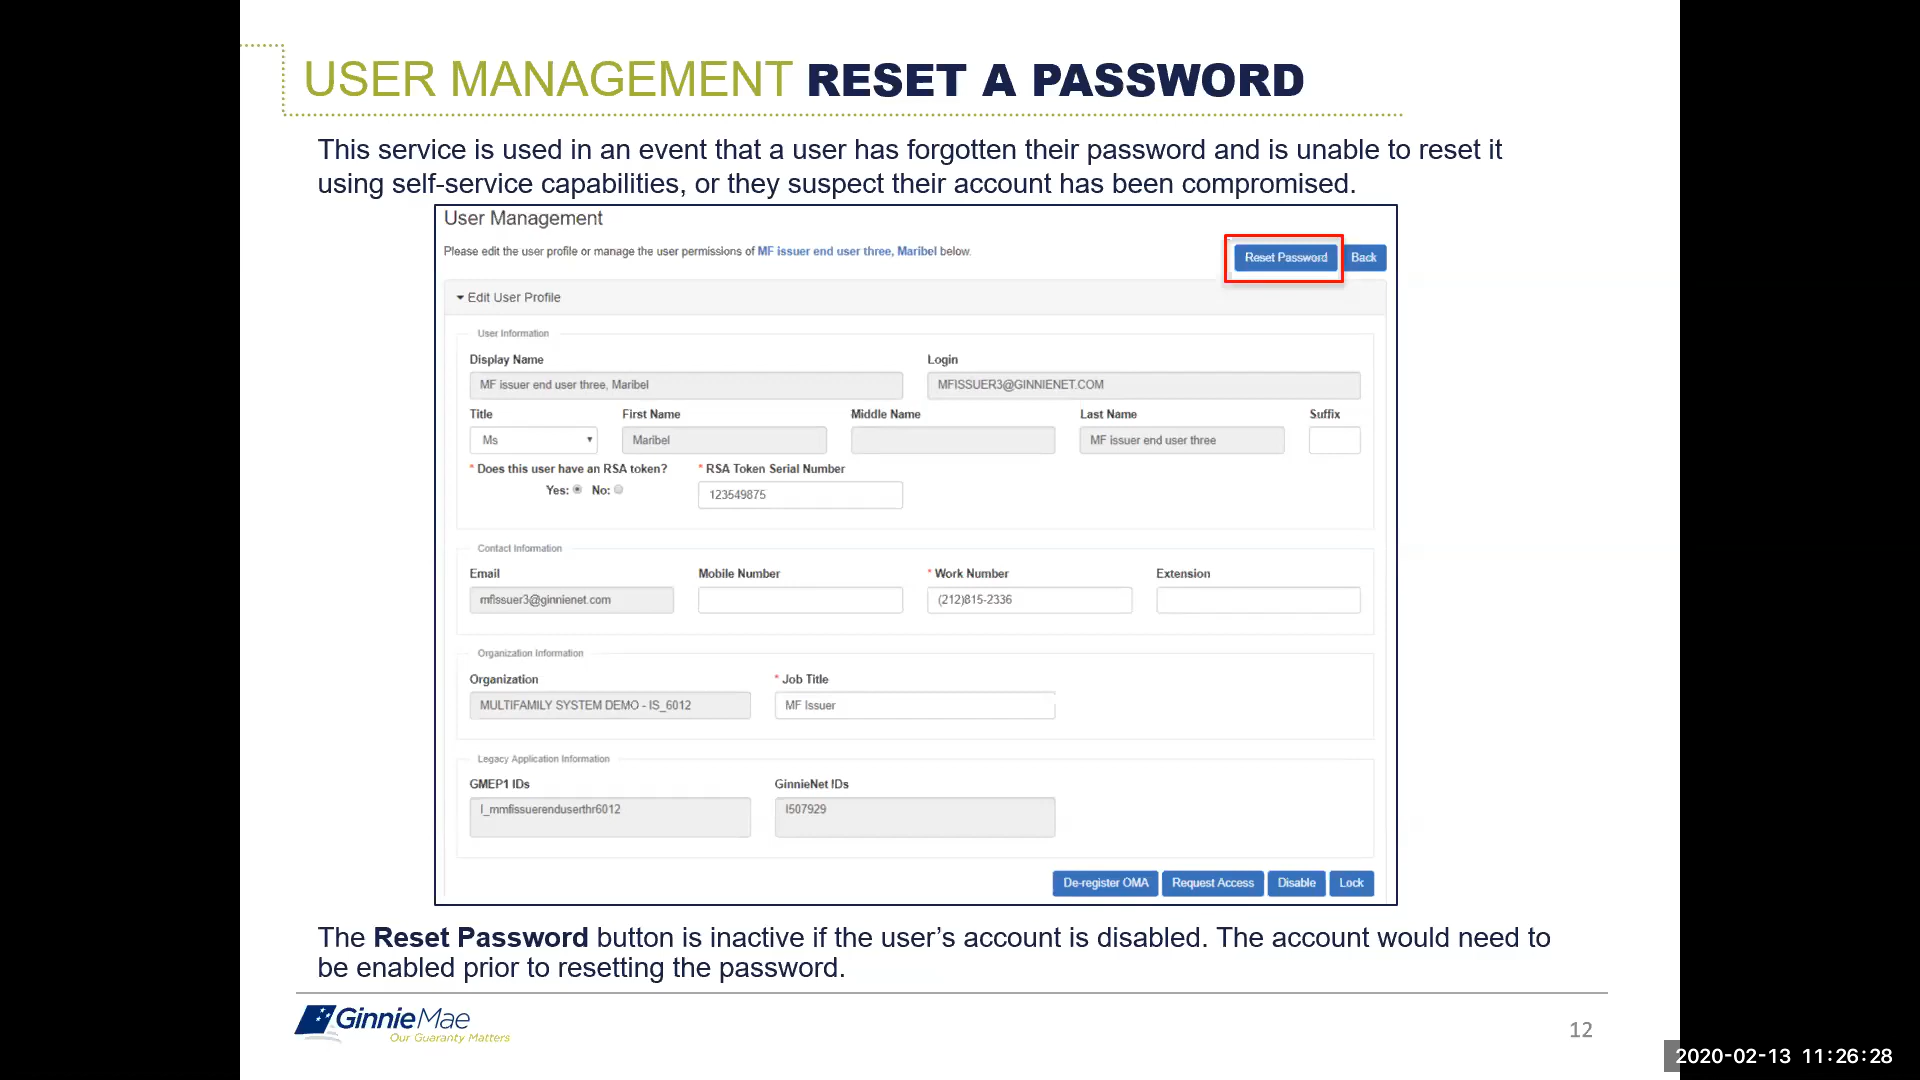 USER MANAGEMENT RESET A PASSWORD
This service is used in an event that a user has forgotten their password and is unable to reset it
using self-service capabilities, or they suspect their account has been compromised.
User Management
Please edit the user profile or manage the user permissions of MF issuer end user three, Maribel below.
Reset Password Back
Edit User Profile
User Information
Display Name Login
MF issuer end user three, Maribel MFISSUER3@GINNIENET.COM
Title First Name Middle Name Last Name Suffix
Ms Maribel MF issuer end user three
* Does this user have an RSA token? * RSA Token Serial Number
Yes: No:
123549875
Contact Information
Email Mobile Number * Work Number Extension
mfissuer3@ginnienet.com (212)815-2336
Organization Information
Organization * Job Title
MULTIFAMILY SYSTEM DEMO - IS_6012 MF Issuer
Legacy Application Information
GMEP1 IDs GinnieNet IDs
I_mmfissuerenduserthr6012 I507929
De-register OMA Request Access Disable Lock
The Reset Password button is inactive if the user’s account is disabled. The account would need to
be enabled prior to resetting the password.
GinnieMae
Our Guaranty Matters
12
2020-02-13 11:26:28